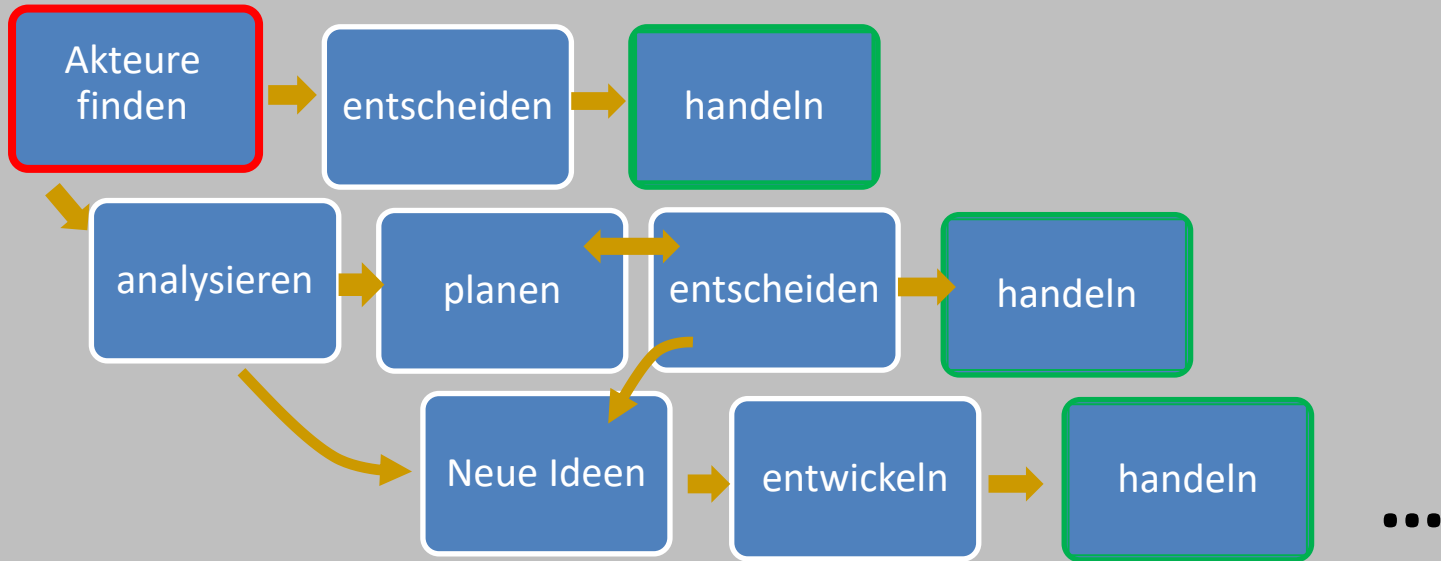 Akteure
finden
entscheiden
handeln
analysieren
planen
entscheiden
handeln
Neue Ideen
entwickeln
handeln
...